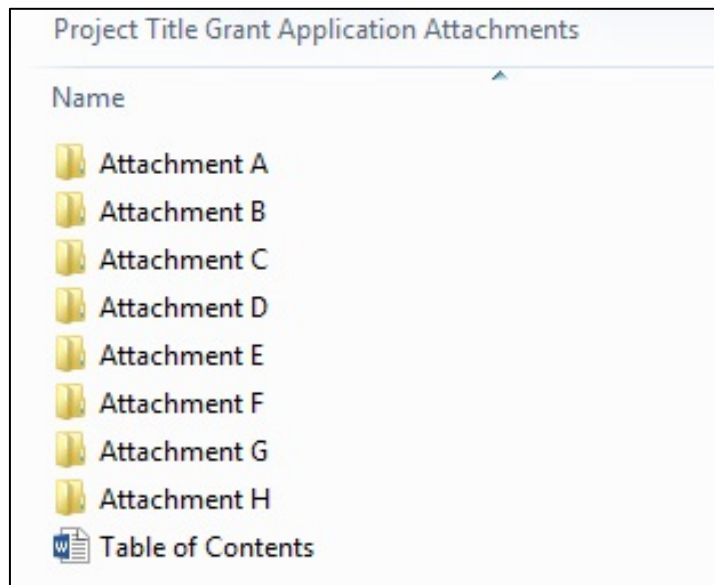 Project Title Grant Application Attachments
Name
Attachment A
Attachment B
Attachment C
Attachment D
Attachment E
Attachment F
Attachment G
Attachment H
Table of Contents